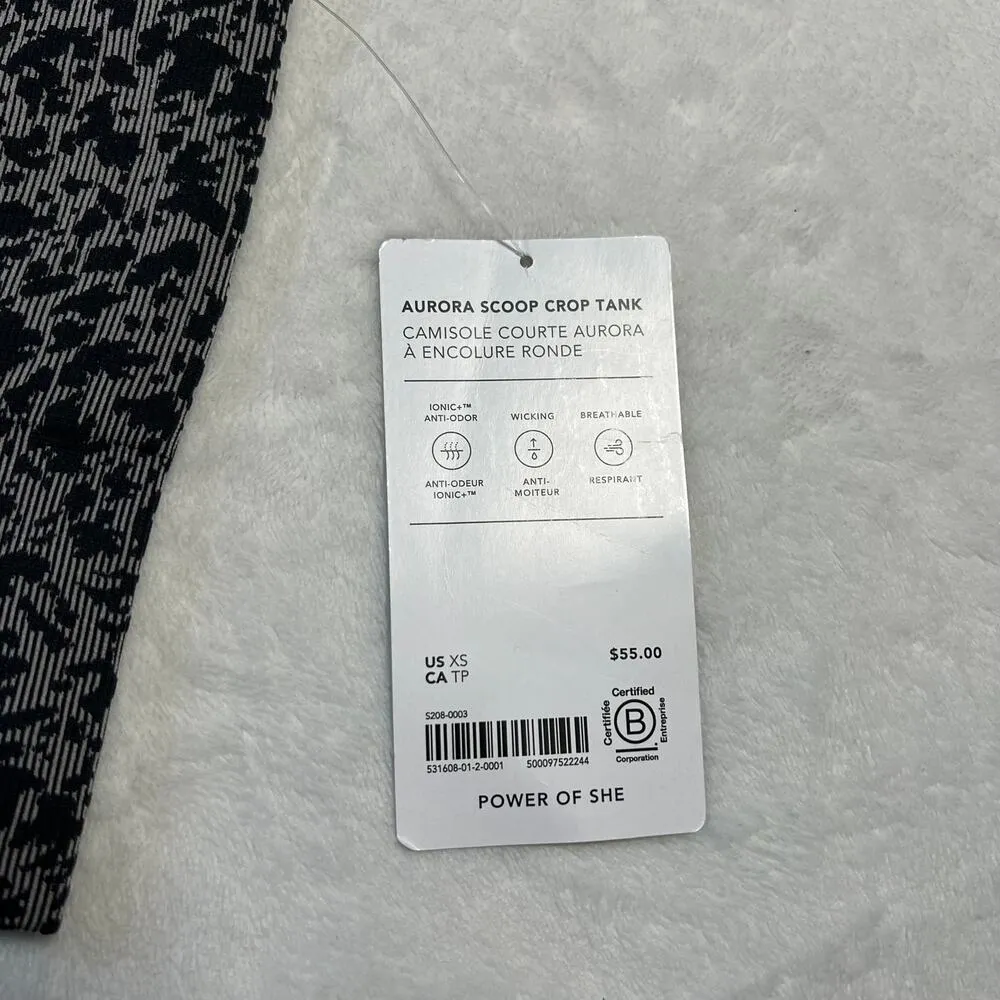 AURORA SCOOP CROP TANK
CAMISOLE COURTE AURORA
À ENCOLURE RONDE
IONIC+™
ANTI-ODOR
WICKING
BREATHABLE
ANTI-ODEUR
IONIC+™
ANTI-
MOITEUR
RESPIRANT
US XS
CA TP
$55.00
S208-0003
531608-01-2-0001
500097522244
Certified
Certifiée
B
Entreprise
Corporation
POWER OF SHE